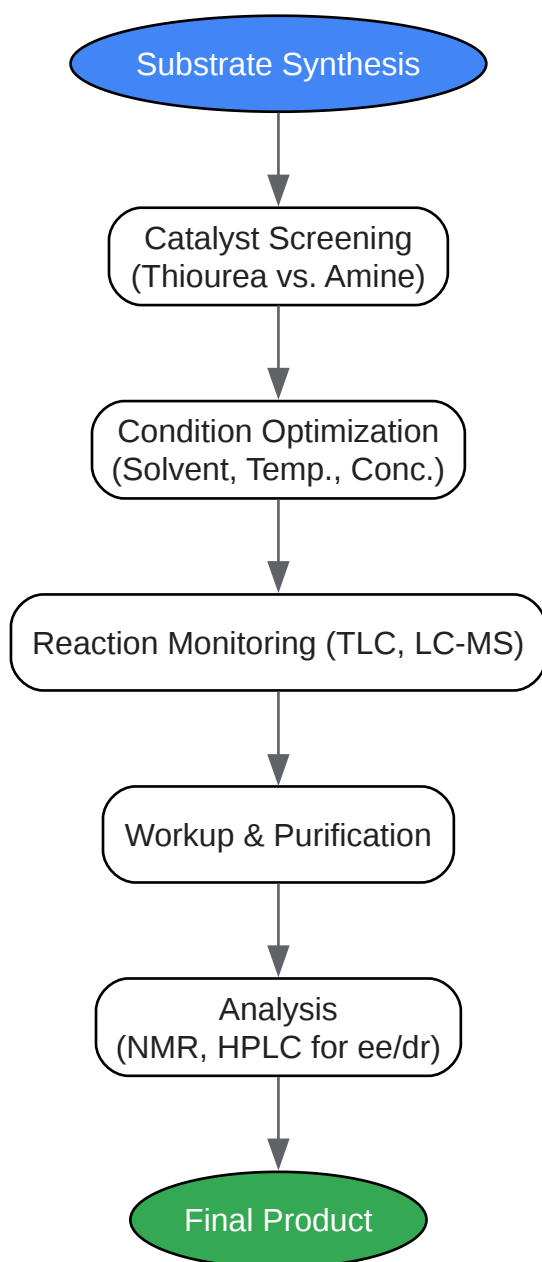 Substrate Synthesis
Catalyst Screening
(Thiourea vs. Amine)
Condition Optimization
(Solvent, Temp., Conc.)
Reaction Monitoring (TLC, LC-MS)
Workup & Purification
Analysis
(NMR, HPLC for ee/dr)
Final Product